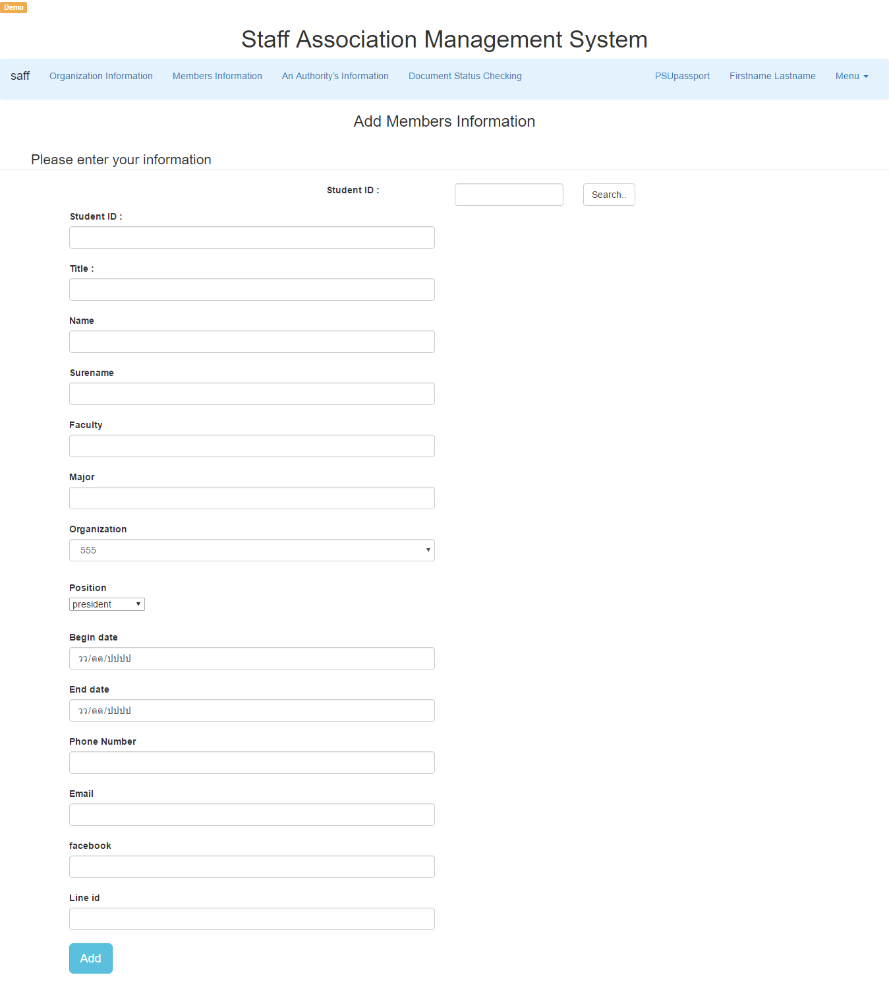 Demo
Staff Association Management System
saff Organization Information Members Information An Authority's Information Document Status Checking PSUpassport Firstname Lastname Menu
Add Members Information
Please enter your information
Student ID : Search..
Student ID :
Title :
Name
Surename
Faculty
Major
Organization
555
Position
president
Begin date
วว/ดด/ปปปป
End date
วว/ดด/ปปปป
Phone Number
Email
facebook
Line id
Add